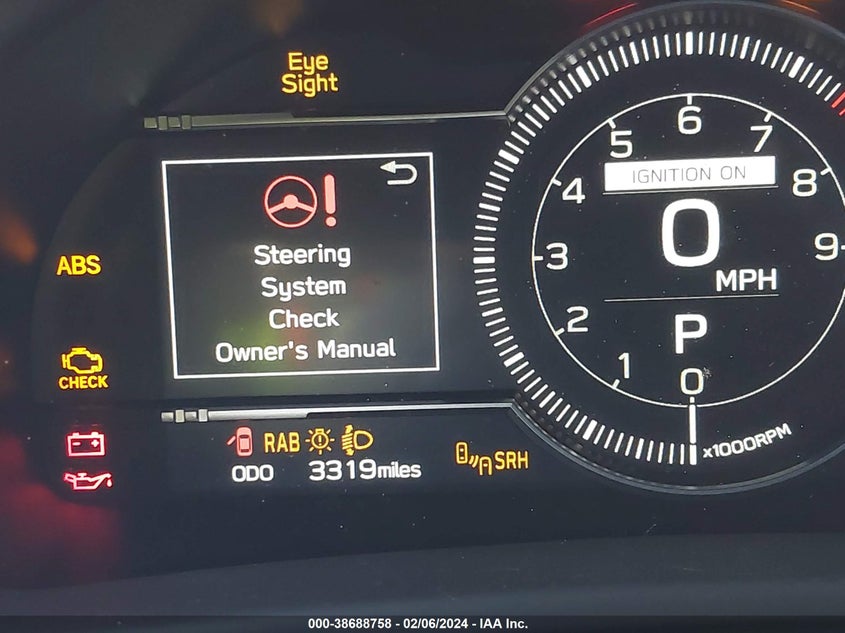 Eye
Sight
Steering
System
Check
Owner's Manual
ABS
CHECK
RAB
ODO 3319miles
SRH
IGNITION ON
0
MPH
P
0
1
2
3
4
5
6
7
8
9
x1000RPM
000-38688758 - 02/06/2024 - IAA Inc.